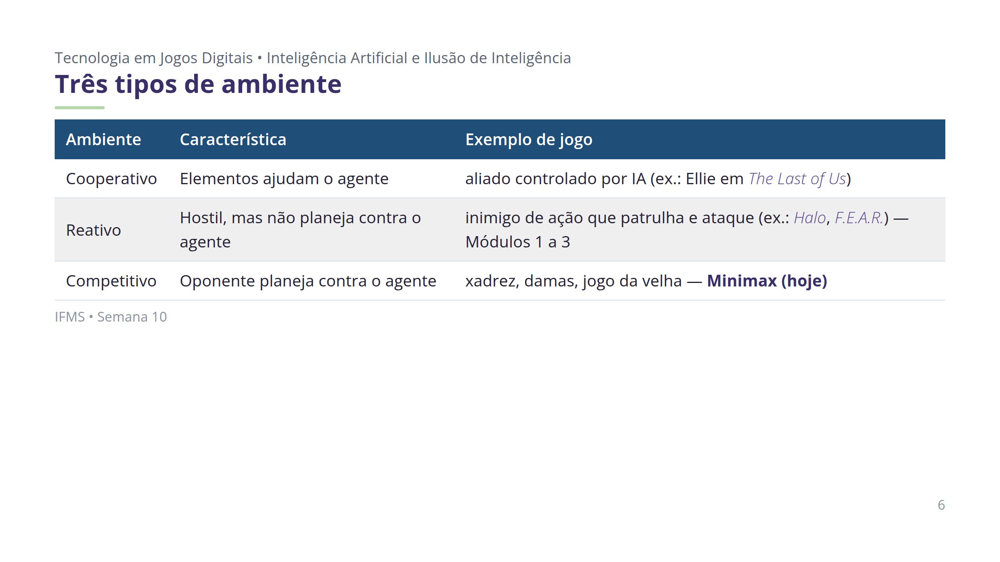 Tecnologia em Jogos Digitais • Inteligência Artificial e Ilusão de Inteligência
Três tipos de ambiente
Ambiente Característica Exemplo de jogo
Cooperativo Elementos ajudam o agente aliado controlado por IA (ex.: Ellie em The Last of Us)
Reativo Hostil, mas não planeja contra o agente inimigo de ação que patrulha e ataque (ex.: Halo, F.E.A.R.) — Módulos 1 a 3
Competitivo Oponente planeja contra o agente xadrez, damas, jogo da velha — Minimax (hoje)
IFMS • Semana 10
6